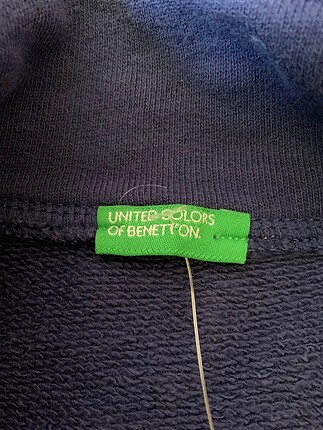 UNITED COLORS
OF BENETTON.